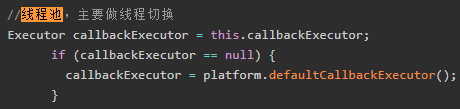 //线程池，主要做线程切换
Executor callbackExecutor = this.callbackExecutor;
if (callbackExecutor == null) {
callbackExecutor = platform.defaultCallbackExecutor();
}